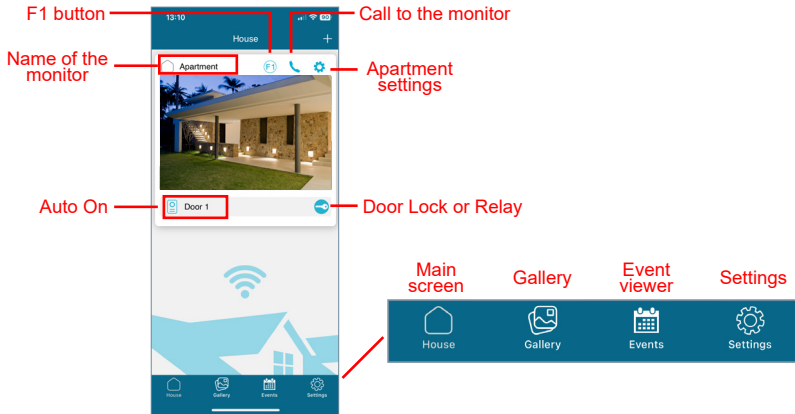 F1 button
Call to the monitor
13:10
90
House
+
Name of the
monitor
Apartment
F1
Apartment
settings
Auto On
Door 1
Door Lock or Relay
Main
screen
Gallery
Event
viewer
Settings
House
Gallery
Events
Settings
House
Gallery
Events
Settings